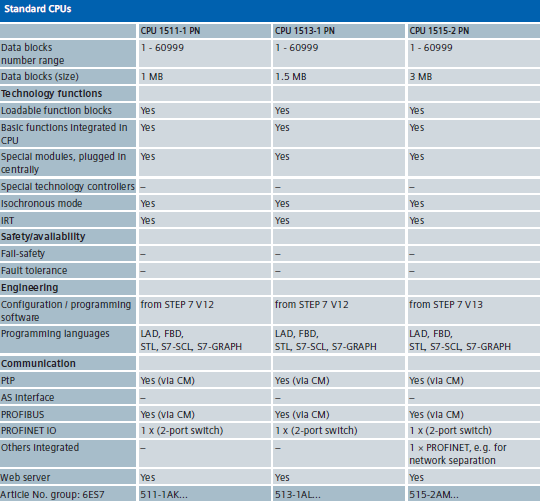 Standard CPUs
CPU 1511-1 PN CPU 1513-1 PN CPU 1515-2 PN
Data blocks number range 1 - 60999 1 - 60999 1 - 60999
Data blocks (size) 1 MB 1.5 MB 3 MB
Technology functions
Loadable function blocks Yes Yes Yes
Basic functions integrated in CPU Yes Yes Yes
Special modules, plugged in centrally Yes Yes Yes
Special technology controllers – – –
Isochronous mode Yes Yes Yes
IRT Yes Yes Yes
Safety/availability
Fail-safety – – –
Fault tolerance – – –
Engineering
Configuration / programming software from STEP 7 V12 from STEP 7 V12 from STEP 7 V13
Programming languages LAD, FBD, LAD, FBD, LAD, FBD,
STL, S7-SCL, S7-GRAPH STL, S7-SCL, S7-GRAPH STL, S7-SCL, S7-GRAPH
Communication
PtP Yes (via CM) Yes (via CM) Yes (via CM)
AS Interface – – –
PROFIBUS Yes (via CM) Yes (via CM) Yes (via CM)
PROFINET IO 1 x (2-port switch) 1 x (2-port switch) 1 x (2-port switch)
Others integrated – – 1 × PROFINET, e.g. for
network separation
Web server Yes Yes Yes
Article No. group: 6ES7 511-1AK... 513-1AL... 515-2AM...